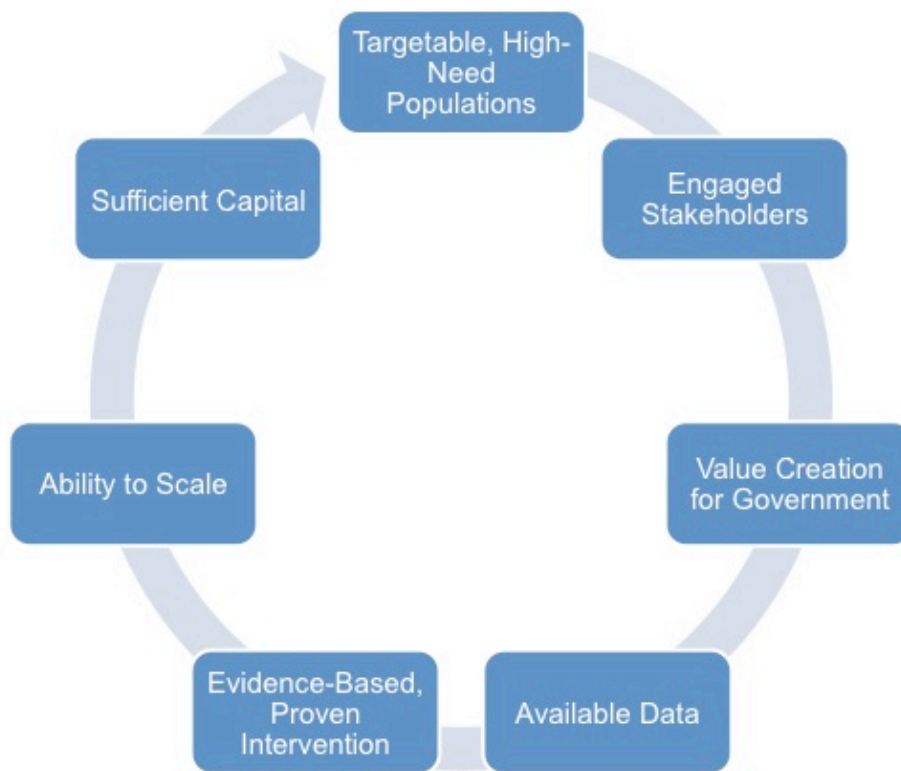 Targetable, High-
Need
Populations
Engaged
Stakeholders
Value Creation
for Government
Available Data
Evidence-Based,
Proven
Intervention
Ability to Scale
Sufficient Capital